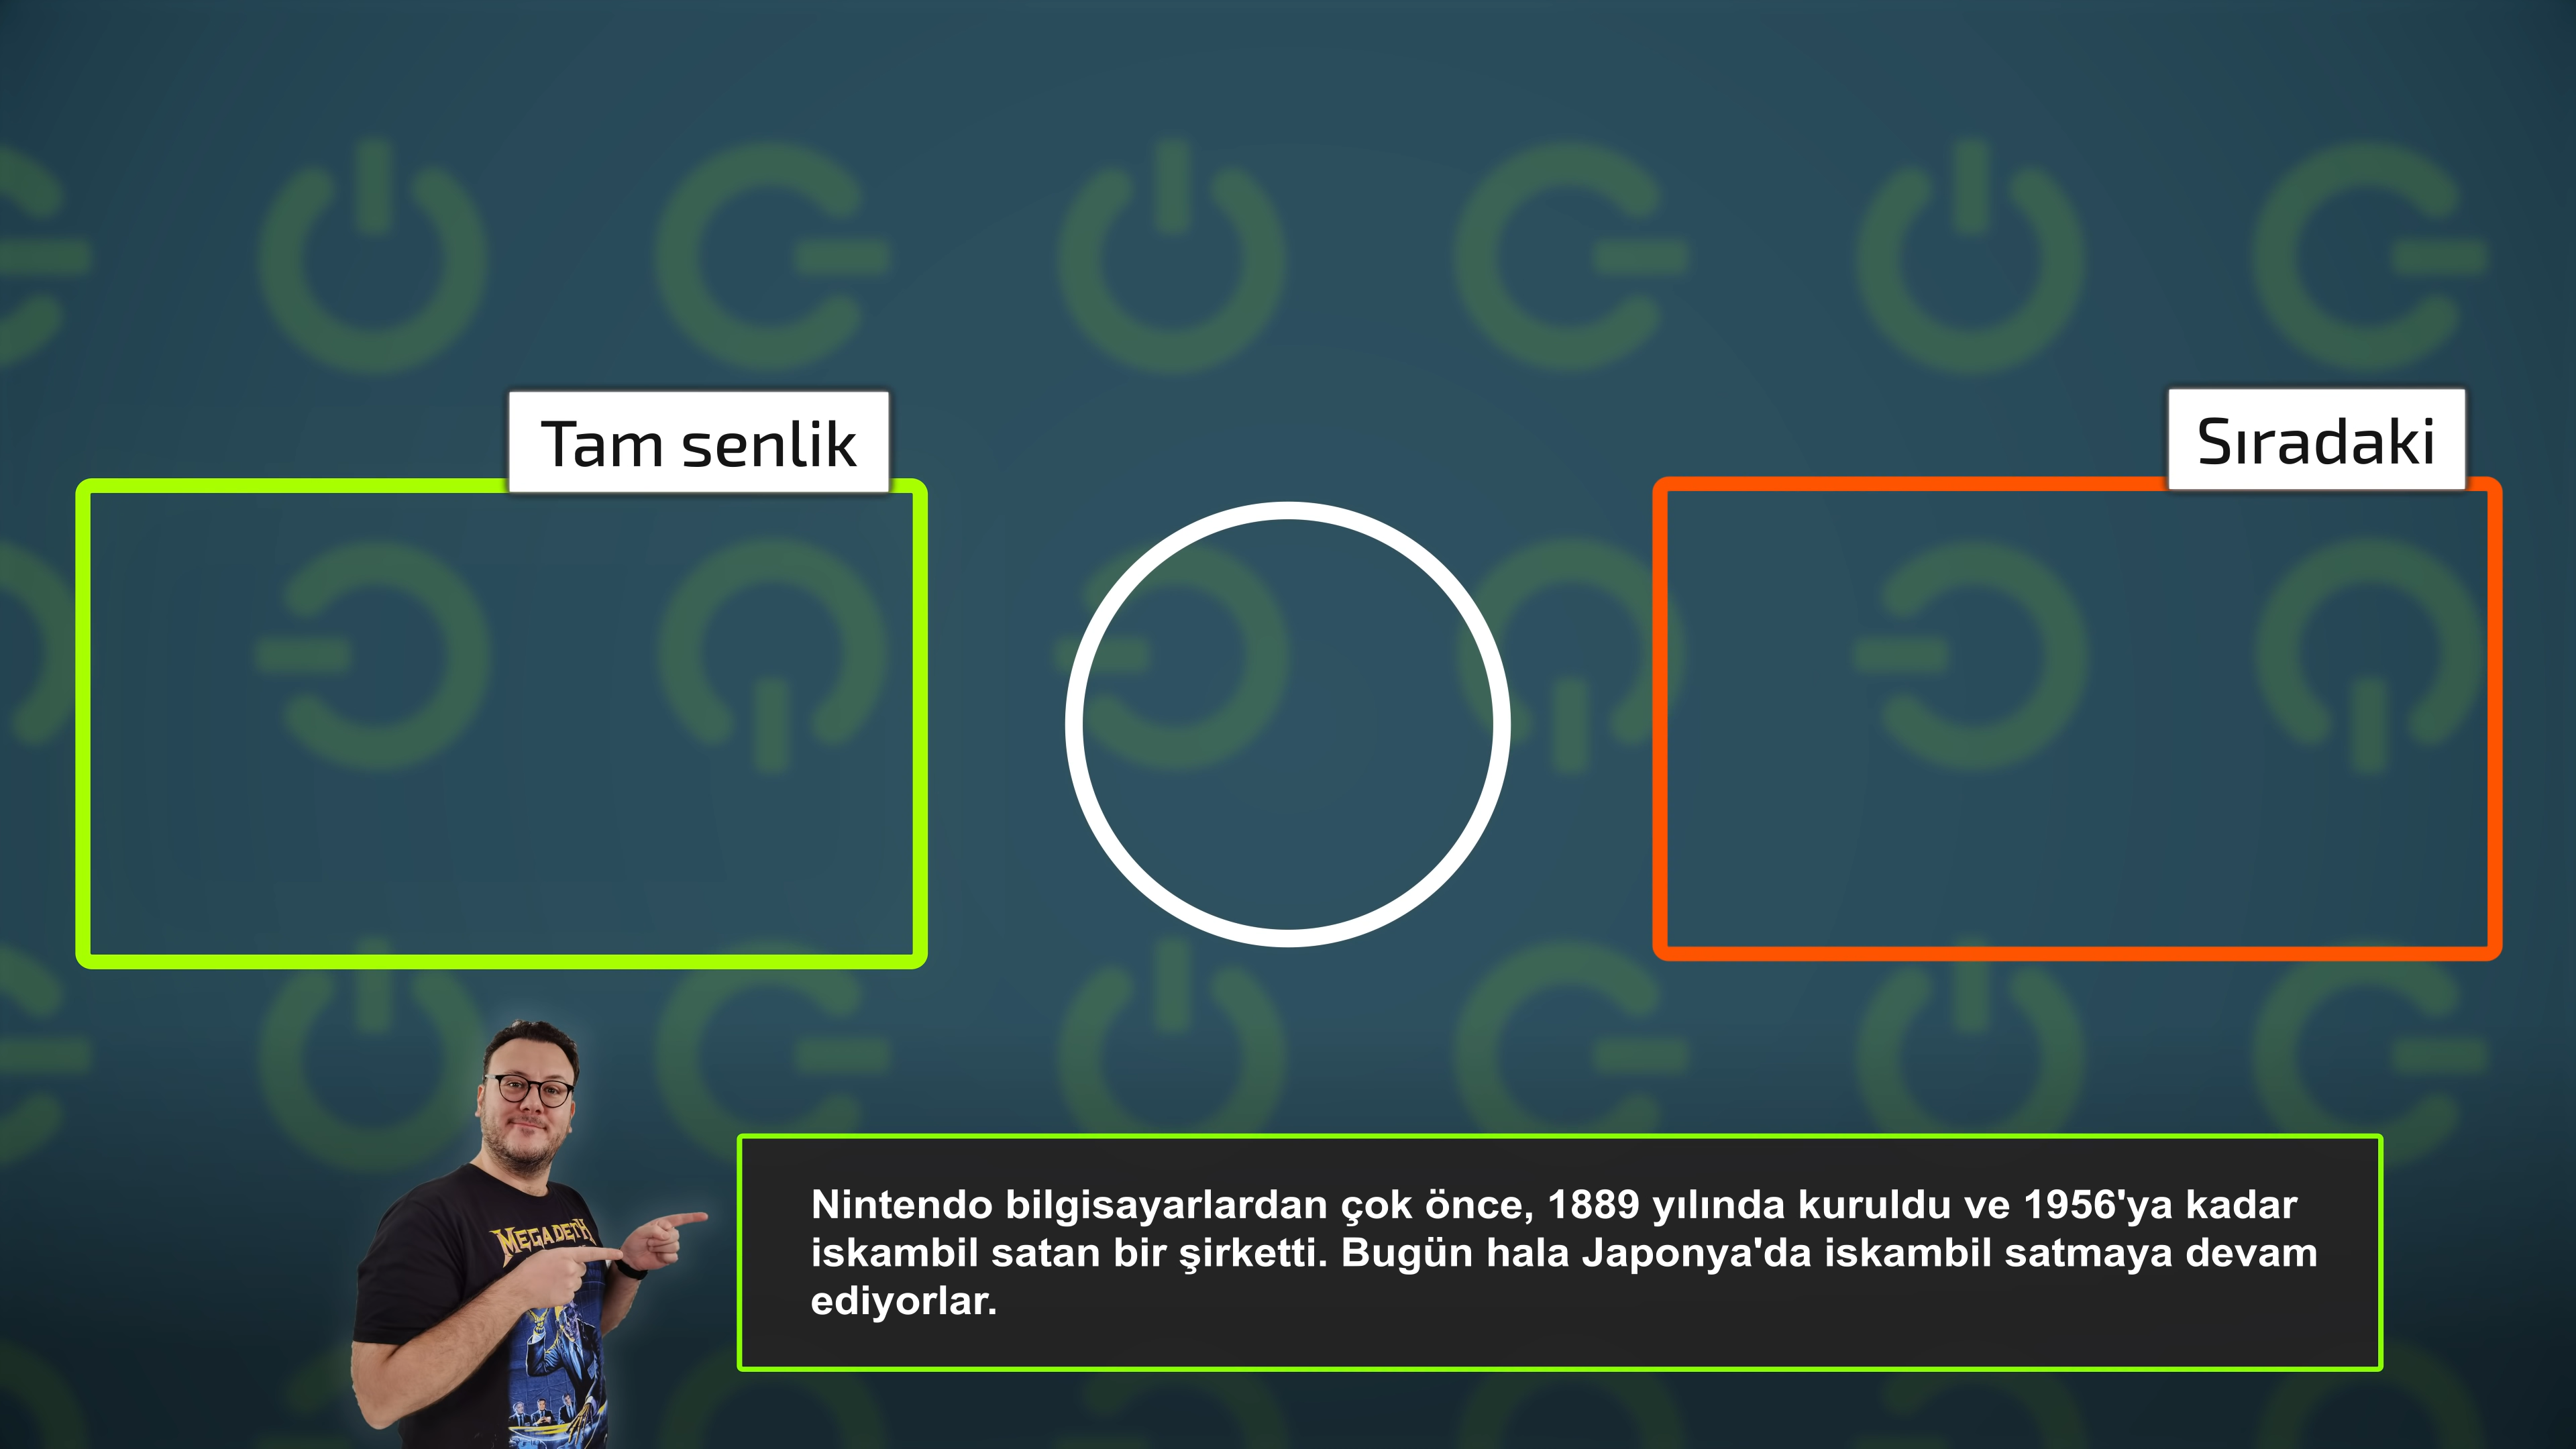 Tam senlik
Sıradaki
MEGADETH
Nintendo bilgisayarlardan çok önce, 1889 yılında kuruldu ve 1956'ya kadar
iskambil satan bir şirketti. Bugün hala Japonya'da iskambil satmaya devam
ediyorlar.